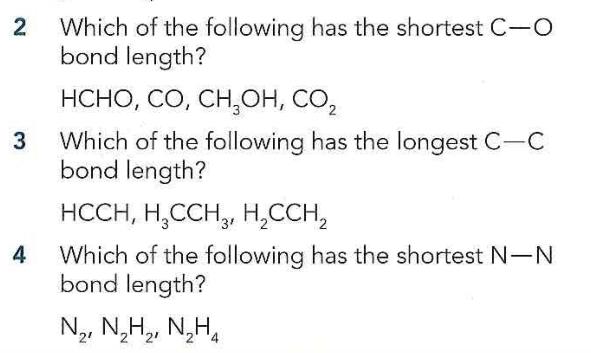 2 Which of the following has the shortest C—O
bond length?
HCHO, CO, CH₃OH, CO₂
3 Which of the following has the longest C—C
bond length?
HCCH, H₃CCH₃, H₂CCH₂
4 Which of the following has the shortest N—N
bond length?
N₂, N₂H₂, N₂H₄